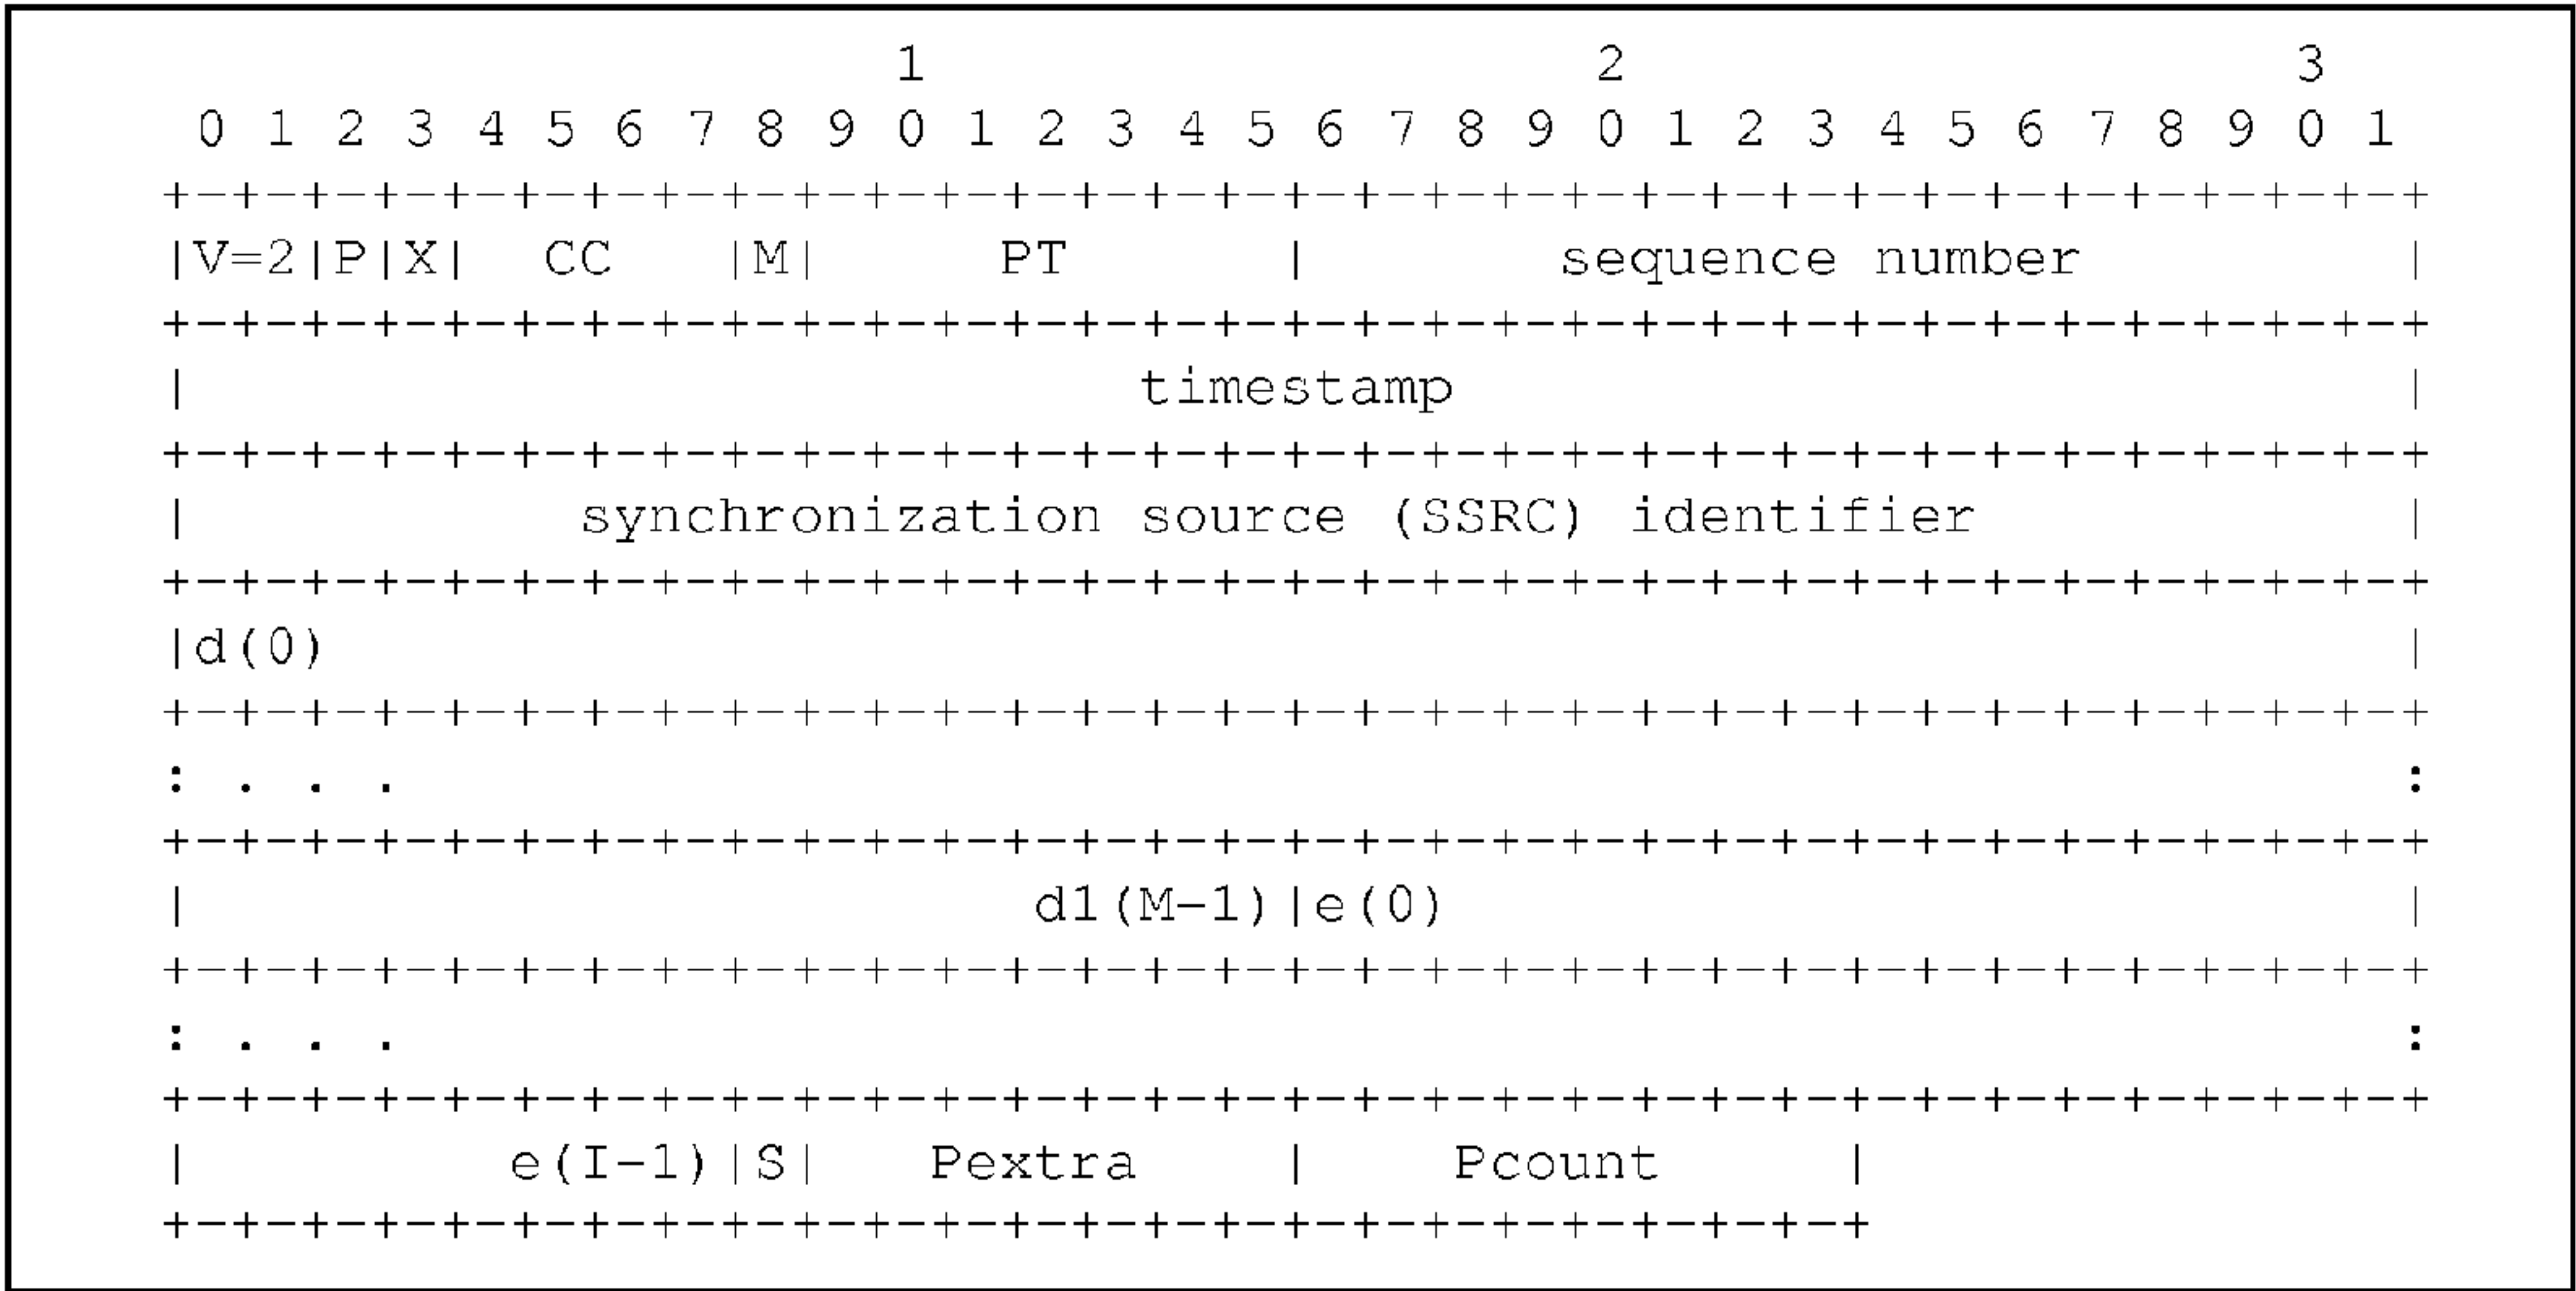 1                   2                   3
 0 1 2 3 4 5 6 7 8 9 0 1 2 3 4 5 6 7 8 9 0 1 2 3 4 5 6 7 8 9 0 1
+-+-+-+-+-+-+-+-+-+-+-+-+-+-+-+-+-+-+-+-+-+-+-+-+-+-+-+-+-+-+-+-+
|V=2|P|X|  CC   |M|     PT      |       sequence number         |
+-+-+-+-+-+-+-+-+-+-+-+-+-+-+-+-+-+-+-+-+-+-+-+-+-+-+-+-+-+-+-+-+
|                           timestamp                           |
+-+-+-+-+-+-+-+-+-+-+-+-+-+-+-+-+-+-+-+-+-+-+-+-+-+-+-+-+-+-+-+-+
|           synchronization source (SSRC) identifier            |
+-+-+-+-+-+-+-+-+-+-+-+-+-+-+-+-+-+-+-+-+-+-+-+-+-+-+-+-+-+-+-+-+
|d(0)                                                           |
+-+-+-+-+-+-+-+-+-+-+-+-+-+-+-+-+-+-+-+-+-+-+-+-+-+-+-+-+-+-+-+-+
: . . .                                                         :
+-+-+-+-+-+-+-+-+-+-+-+-+-+-+-+-+-+-+-+-+-+-+-+-+-+-+-+-+-+-+-+-+
|                        d1(M-1)|e(0)                           |
+-+-+-+-+-+-+-+-+-+-+-+-+-+-+-+-+-+-+-+-+-+-+-+-+-+-+-+-+-+-+-+-+
: . . .                                                         :
+-+-+-+-+-+-+-+-+-+-+-+-+-+-+-+-+-+-+-+-+-+-+-+-+-+-+-+-+-+-+-+-+
|         e(I-1)|S|   Pextra    |    Pcount     |
+-+-+-+-+-+-+-+-+-+-+-+-+-+-+-+-+-+-+-+-+-+-+-+-+